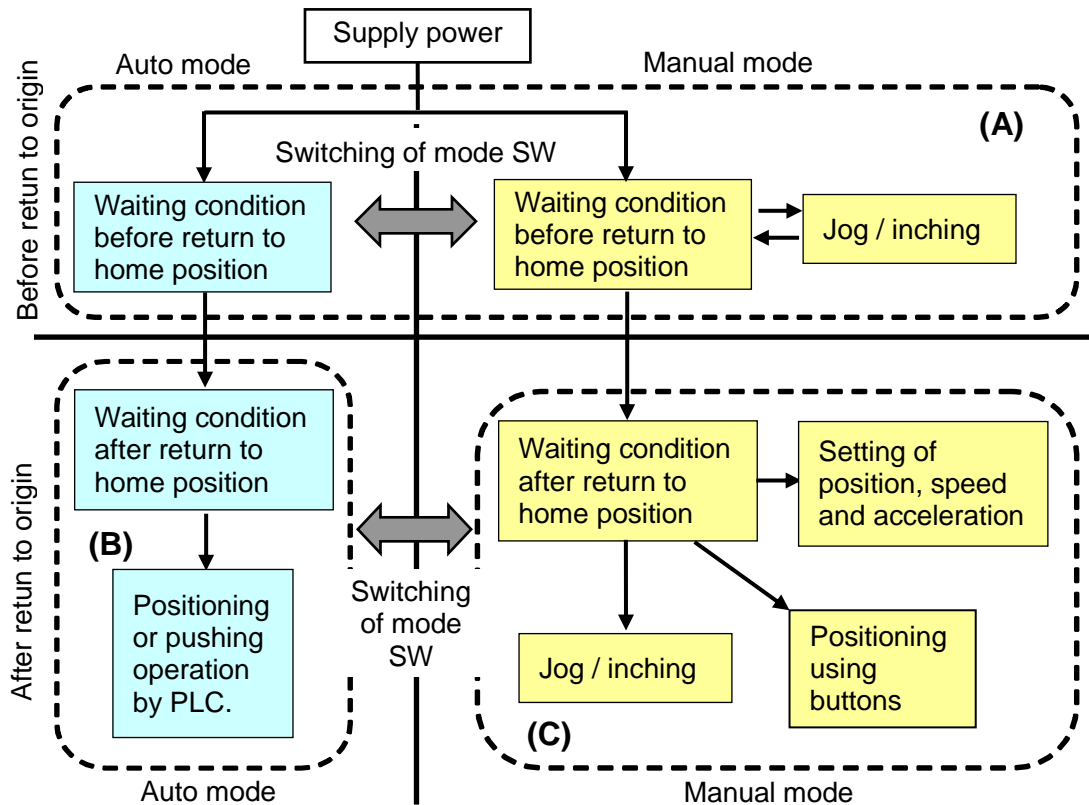 Supply power
Auto mode
Manual mode
Before retun to origin
(A)
Switching of mode SW
Waiting condition
before return to
home position
Waiting condition
before return to
home position
Jog / inching
After retun to origin
Waiting condition
after return to
home position
(B)
Positioning
or pushing
operation
by PLC.
Switching
of mode
SW
Waiting condition
after return to
home position
Setting of
position, speed
and acceleration
Jog / inching
Positioning
using
buttons
(C)
Auto mode
Manual mode